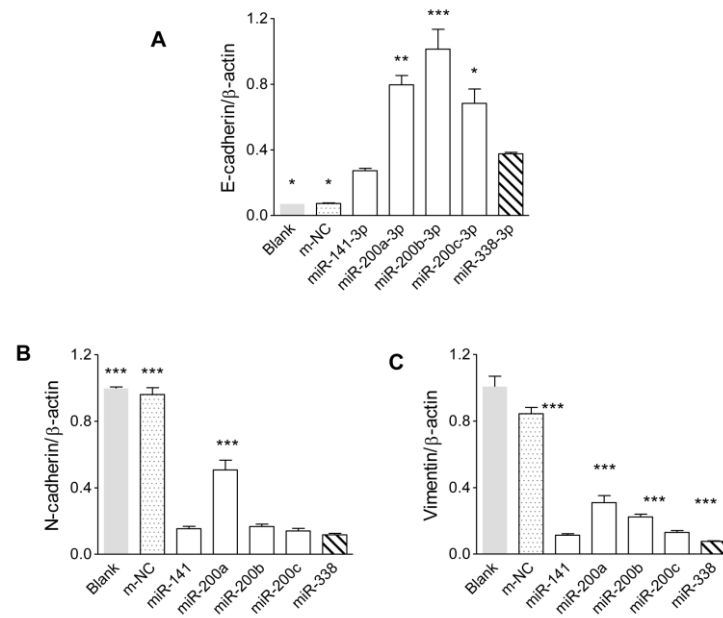 A
E-cadherin/β-actin
1.2
0.8
0.4
0.0
*
*
**
***
*
Blank
m-NC
miR-141-3p
miR-200a-3p
miR-200b-3p
miR-200c-3p
miR-338-3p
B
N-cadherin/β-actin
1.2
0.8
0.4
0.0
***
***
***
Blank
m-NC
miR-141
miR-200a
miR-200b
miR-200c
miR-338
C
Vimentin/β-actin
1.2
0.8
0.4
0.0
***
***
***
***
Blank
m-NC
miR-141
miR-200a
miR-200b
miR-200c
miR-338